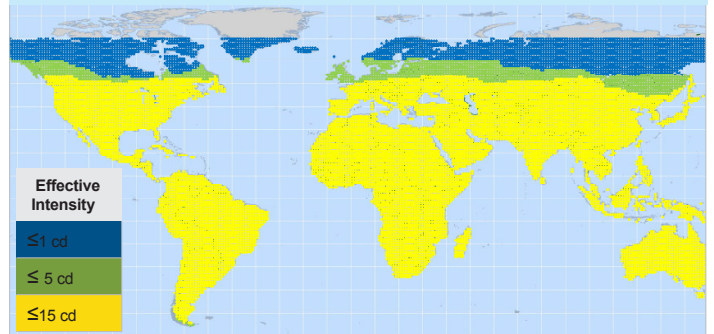 Effective
Intensity
≤1 cd
≤ 5 cd
≤15 cd